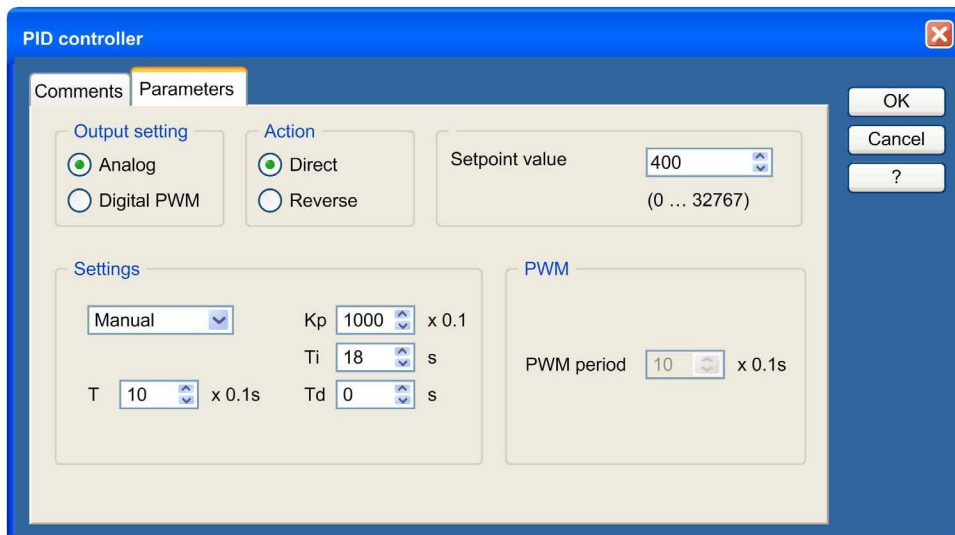 PID controller
Comments Parameters
OK
Cancel
?
Output setting
Analog
Digital PWM
Action
Direct
Reverse
Setpoint value 400
(0 … 32767)
Settings
Manual
T 10 x 0.1s
Kp 1000 x 0.1
Ti 18 s
Td 0 s
PWM
PWM period 10 x 0.1s